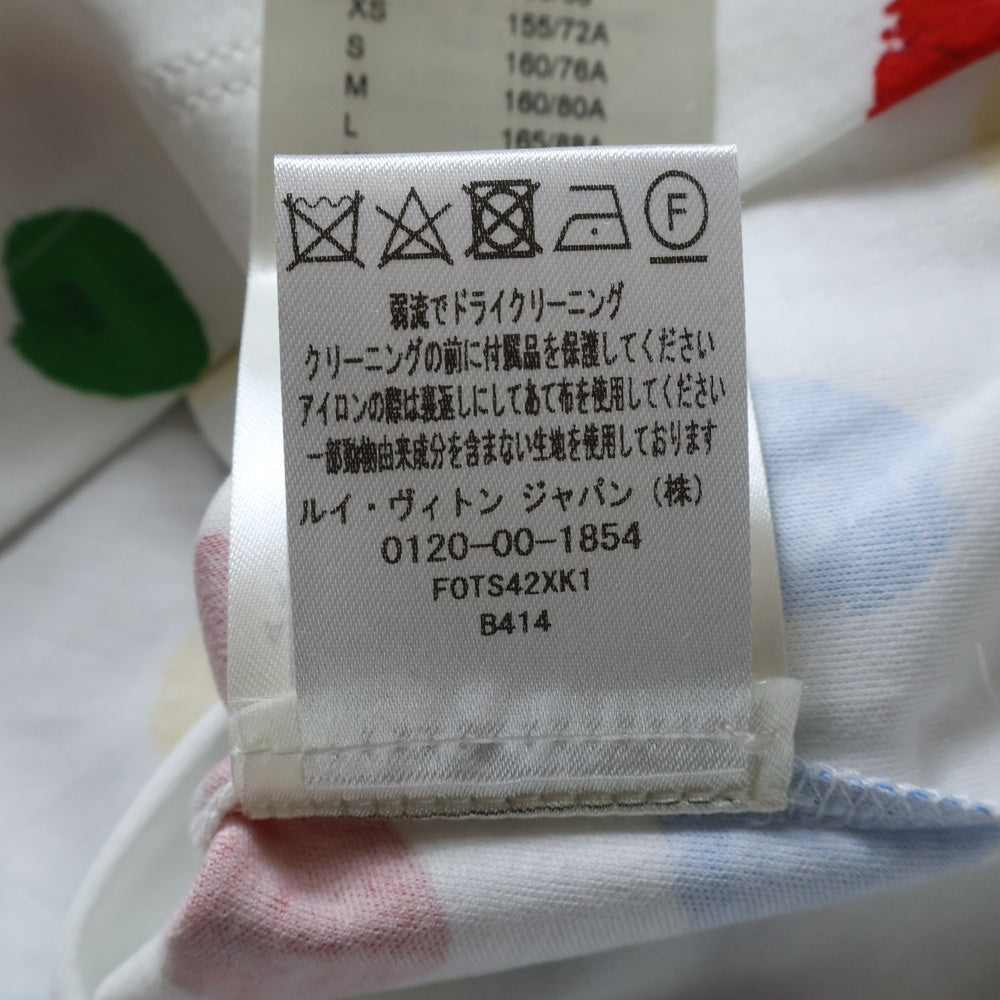 XS
155/72A
S 160/76A
M 160/80A
L 165/88A
F
弱流でドライクリーニング
クリーニングの前に付属品を保護してください
アイロンの際は裏返しにしてあて布を使用してください
一部動物由来成分を含まない生地を使用しております
ルイ・ヴィトン ジャパン（株）
0120-00-1854
F0TS42XK1
B414